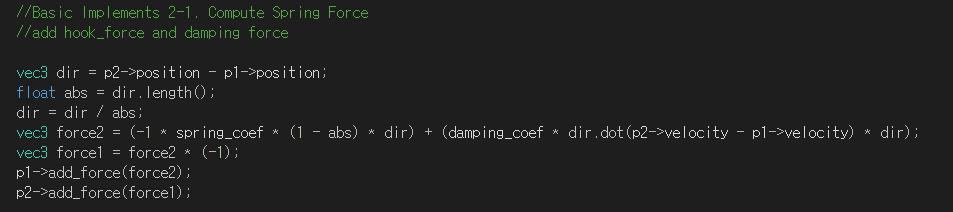 //Basic Implements 2-1. Compute Spring Force
//add hook_force and damping force
vec3 dir = p2->position - p1->position;
float abs = dir.length();
dir = dir / abs;
vec3 force2 = (-1 * spring_coef * (1 - abs) * dir) + (damping_coef * dir.dot(p2->velocity - p1->velocity) * dir);
vec3 force1 = force2 * (-1);
p1->add_force(force2);
p2->add_force(force1);